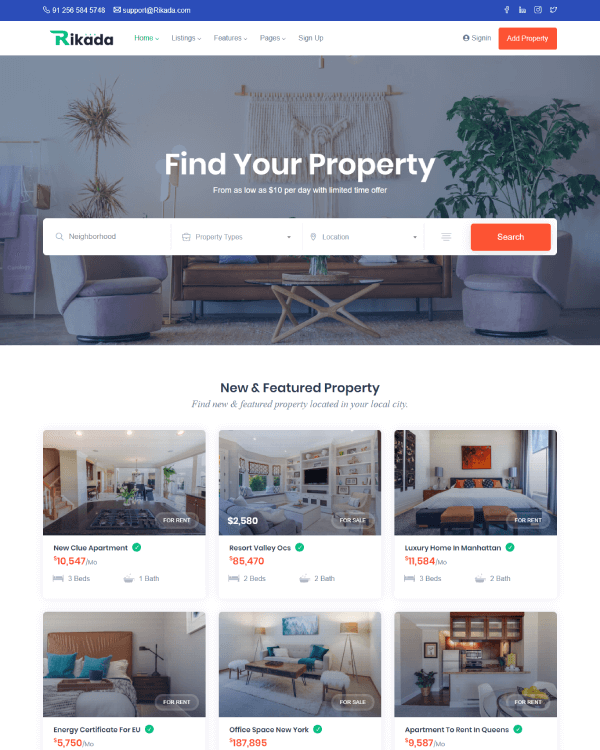 91 256 584 5748 support@Rikada.com
Rikada Home Listings Features Pages Sign Up Signin Add Property
Find Your Property
From as low as $10 per day with limited time offer
Neighborhood Property Types Location Search
New & Featured Property
Find new & featured property located in your local city.
FOR RENT $2,580 FOR SALE FOR RENT
New Clue Apartment Resort Valley Ocs Luxury Home In Manhattan
$10,547/Mo $85,470 $11,584/Mo
3 Beds 1 Bath 2 Beds 2 Bath 3 Beds 2 Bath
FOR RENT FOR SALE FOR RENT
Energy Certificate For EU Office Space New York Apartment To Rent In Queens
$5,750/Mo $187,895 $9,587/Mo